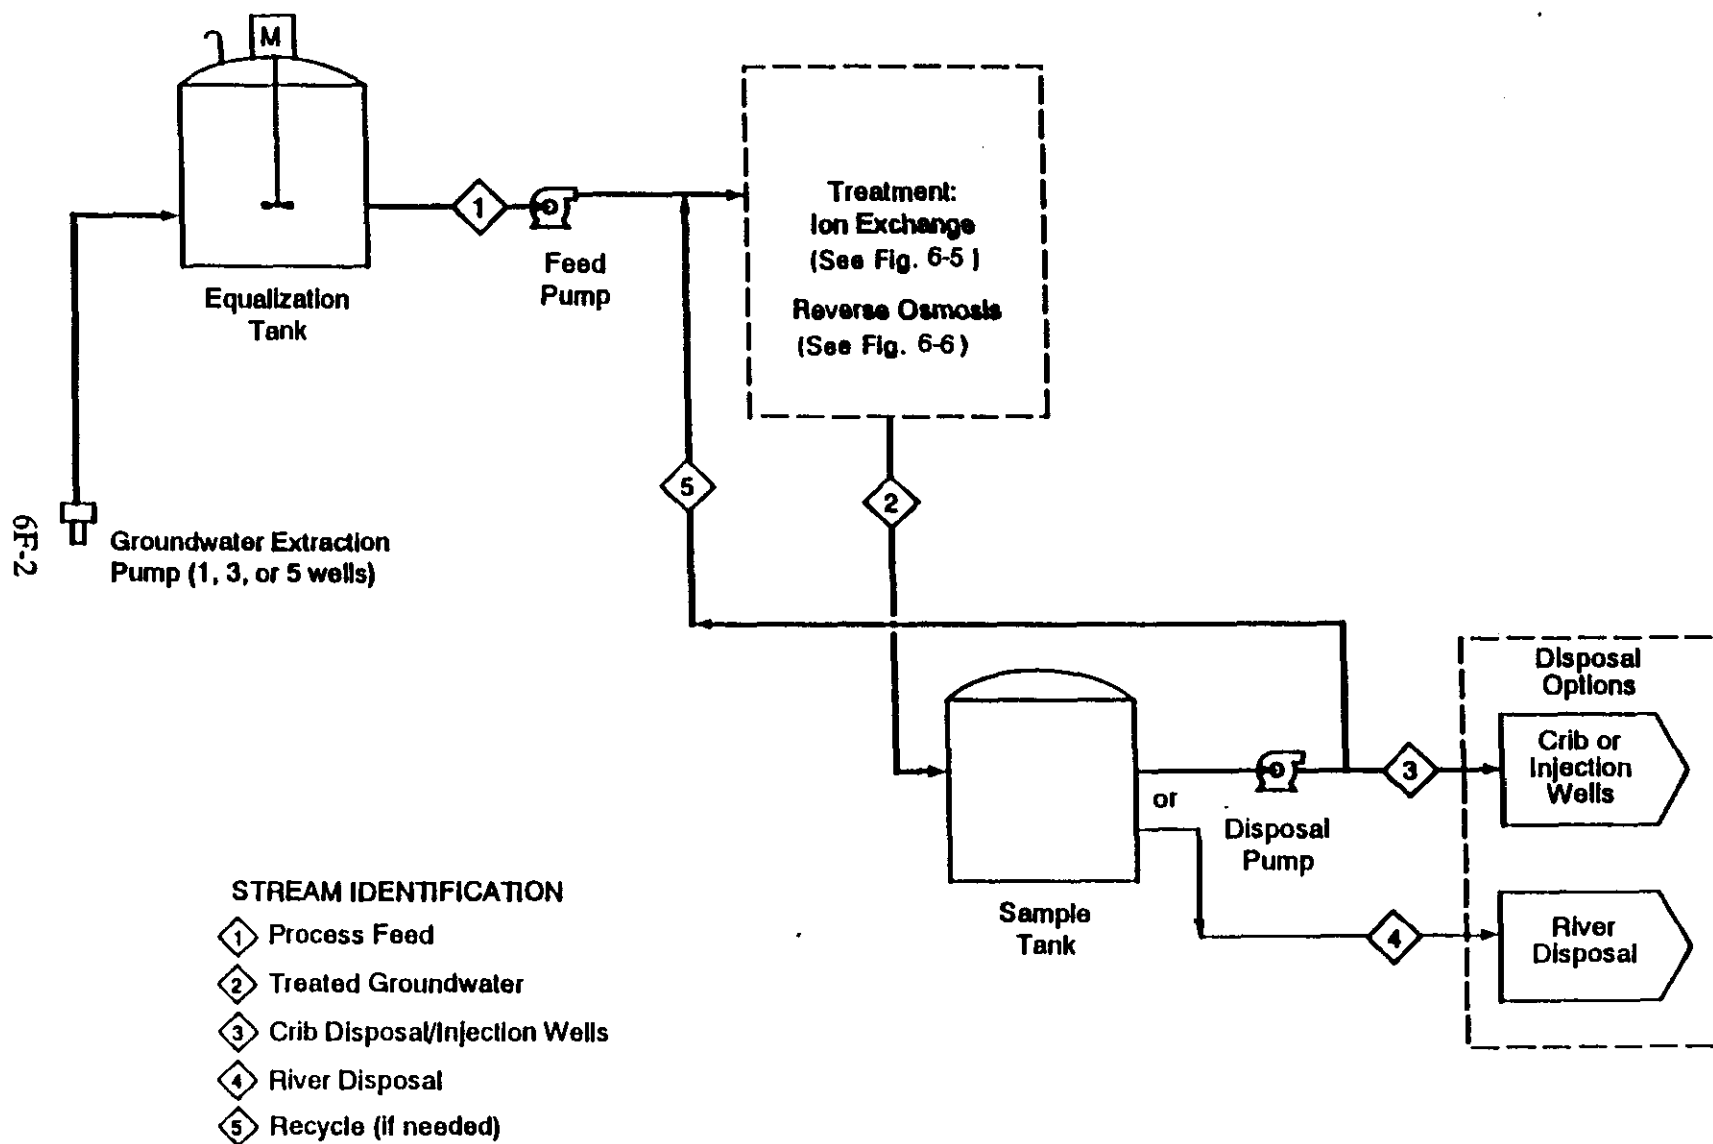 M
1
Feed
Pump
Equalization
Tank
Treatment:
Ion Exchange
(See Fig. 6-5)
Reverse Osmosis
(See Fig. 6-6)
5
2
6F-2
Groundwater Extraction
Pump (1, 3, or 5 wells)
Disposal
Options
Crib or
Injection
Wells
3
or
Disposal
Pump
Sample
Tank
4
River
Disposal
STREAM IDENTIFICATION
1 Process Feed
2 Treated Groundwater
3 Crib Disposal/Injection Wells
4 River Disposal
5 Recycle (if needed)